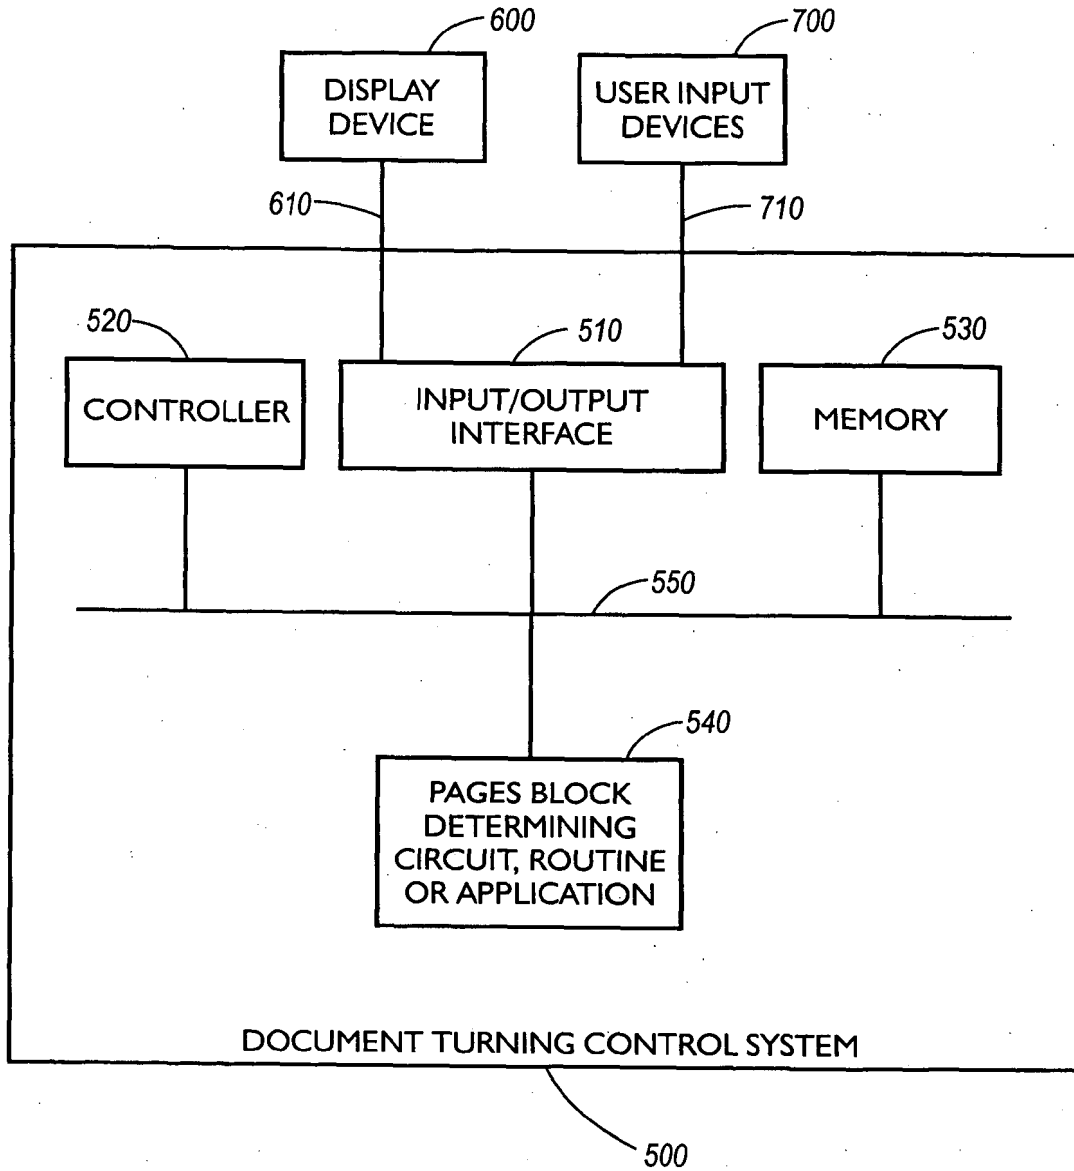 600
700
DISPLAY
DEVICE
USER INPUT
DEVICES
610
710
520
510
530
CONTROLLER
INPUT/OUTPUT
INTERFACE
MEMORY
550
540
PAGES BLOCK
DETERMINING
CIRCUIT, ROUTINE
OR APPLICATION
DOCUMENT TURNING CONTROL SYSTEM
500